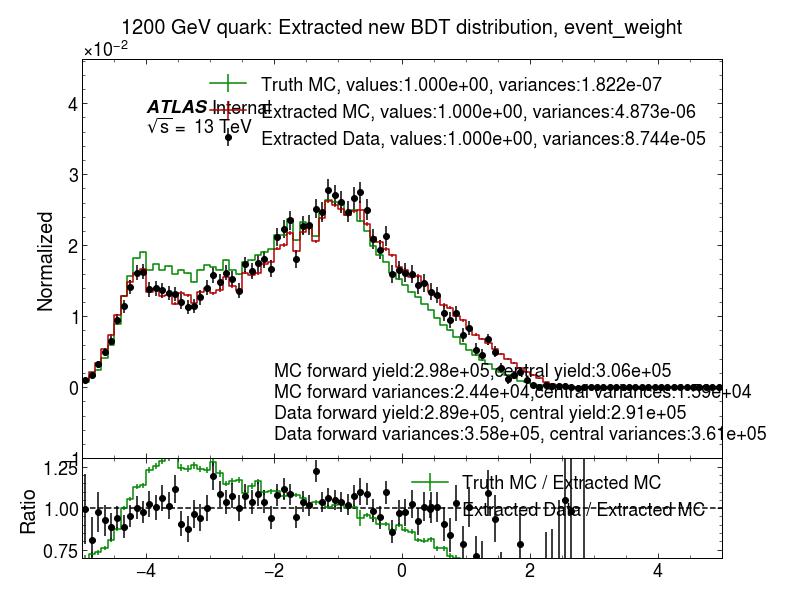 1200 GeV quark: Extracted new BDT distribution, event_weight
×10⁻²
Truth MC, values:1.000e+00, variances:1.822e-07
ATLAS Internal
Extracted MC, values:1.000e+00, variances:4.873e-06
√s = 13 TeV
Extracted Data, values:1.000e+00, variances:8.744e-05
4
3
2
1
0
Normalized
MC forward yield:2.98e+05,central yield:3.06e+05
MC forward variances:2.44e+04,central variances:1.59e+04
Data forward yield:2.89e+05, central yield:2.91e+05
Data forward variances:3.58e+05, central variances:3.61e+05
1.25
1.00
0.75
Ratio
Truth MC / Extracted MC
Extracted Data / Extracted MC
−4 −2 0 2 4